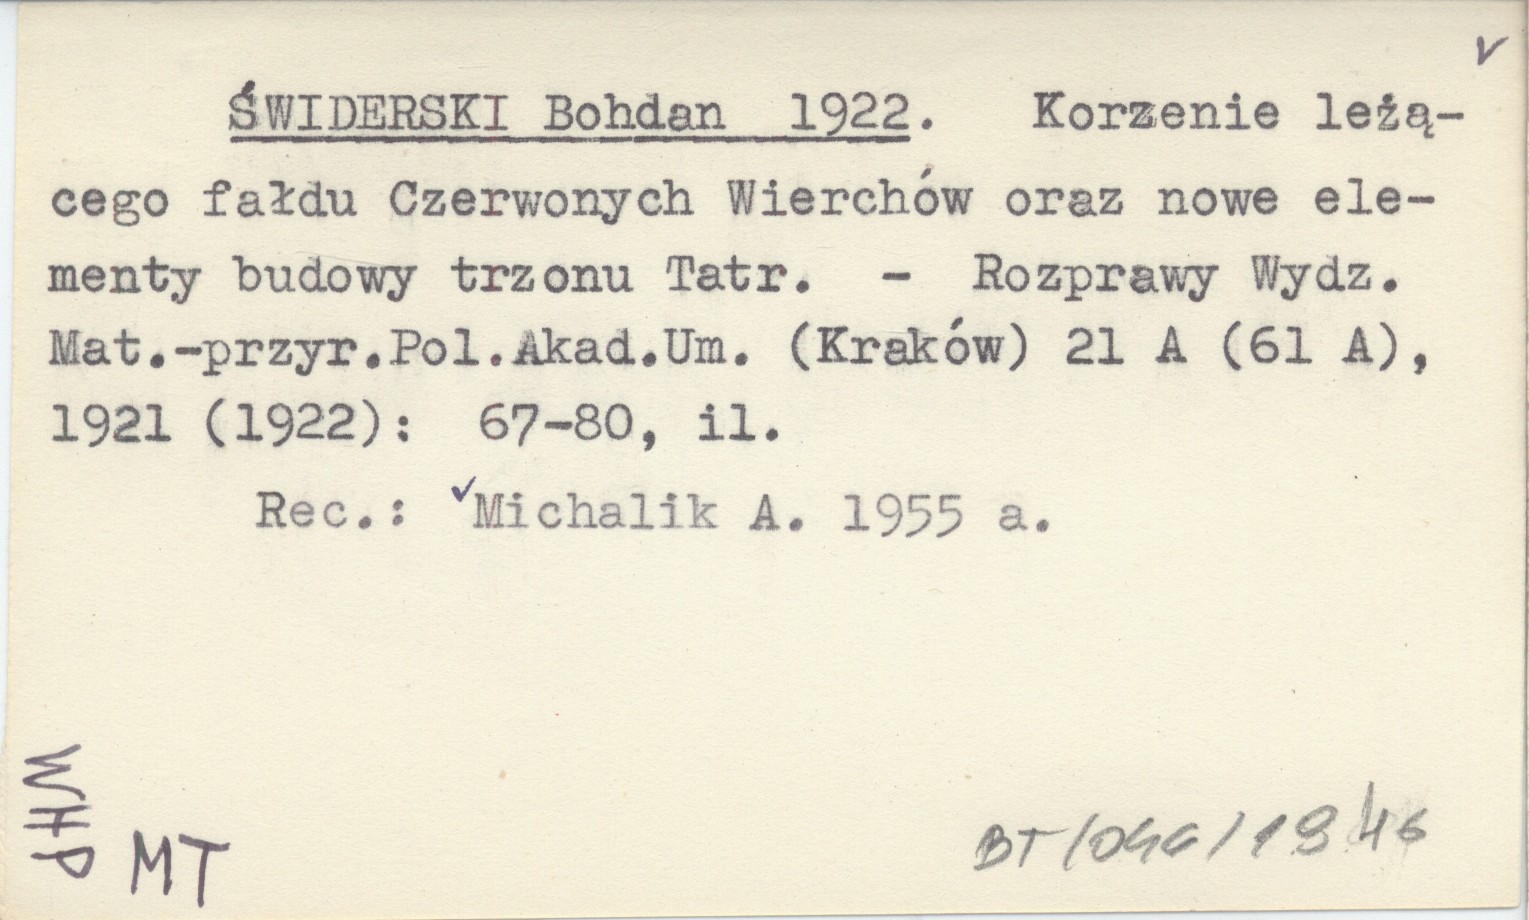 ŚWIDERSKI Bohdan 1922. Korzenie leżą-
cego fałdu Czerwonych Wierchów oraz nowe ele-
menty budowy trzonu Tatr. - Rozprawy Wydz.
Mat.-przyr.Pol.Akad.Um. (Kraków) 21 A (61 A),
1921 (1922): 67-80, il.
Rec.: Michalik A. 1955 a.
WHP
MT